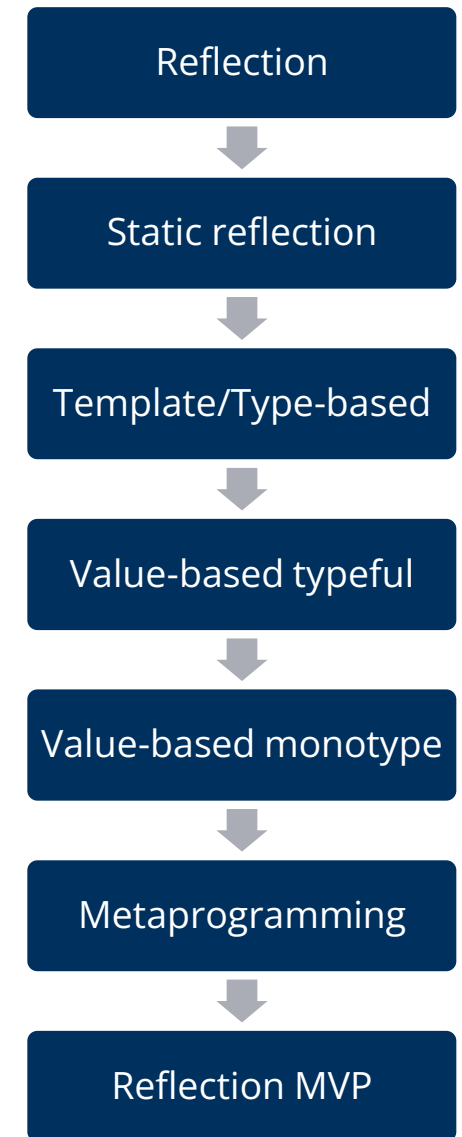 Reflection
Static reflection
Template/Type-based
Value-based typeful
Value-based monotype
Metaprogramming
Reflection MVP